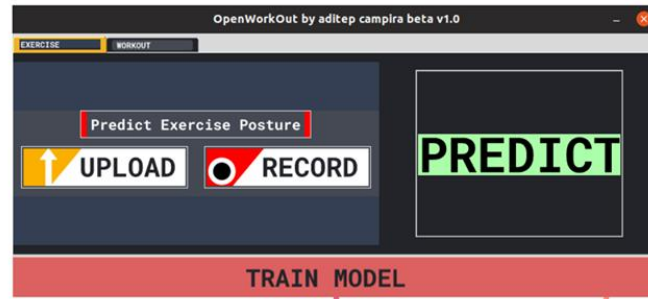 OpenWorkOut by aditep campira beta v1.0
EXERCISE
WORKOUT
Predict Exercise Posture
UPLOAD
RECORD
PREDICT
TRAIN MODEL